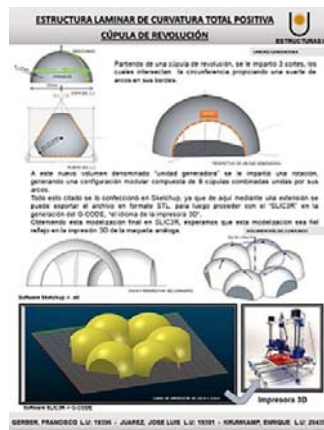 ESTRUCTURA LAMINAR DE CURVATURA TOTAL POSITIVA
CÚPULA DE REVOLUCIÓN
ESTRUCTURAS
UNIDAD GENERADORA
Partiendo de una cúpula de revolución, se le impartió 3 cortes, los
cuales intersectan la circunferencia propiciando una suerte de
arcos en sus bordes.
A este nuevo volumen denominado "unidad generadora" se le impartió una rotación,
generando una configuración modular compuesta de 6 cúpulas combinadas unidas por sus
arcos.
Todo esto citado se lo confeccionó en Sketchup, ya que de aquí mediante una extensión se
puede exportar el archivo en formato STL, para luego proceder con el "SLIC3R" en la
generación del G-CODE, "el idioma de la impresora 3D".
Obteniendo esta modelización final en SLIC3R, esperamos que esta modelización sea fiel
reflejo en la impresión 3D de la maqueta análoga.
Software Sketchup > .stl
Impresora 3D
Software SLIC3R > G-CODE
GERBER, FRANCISCO L.U: - JUAREZ, JOSE LUIS L.U: - KRUMKAMP, ENRIQUE L.U: